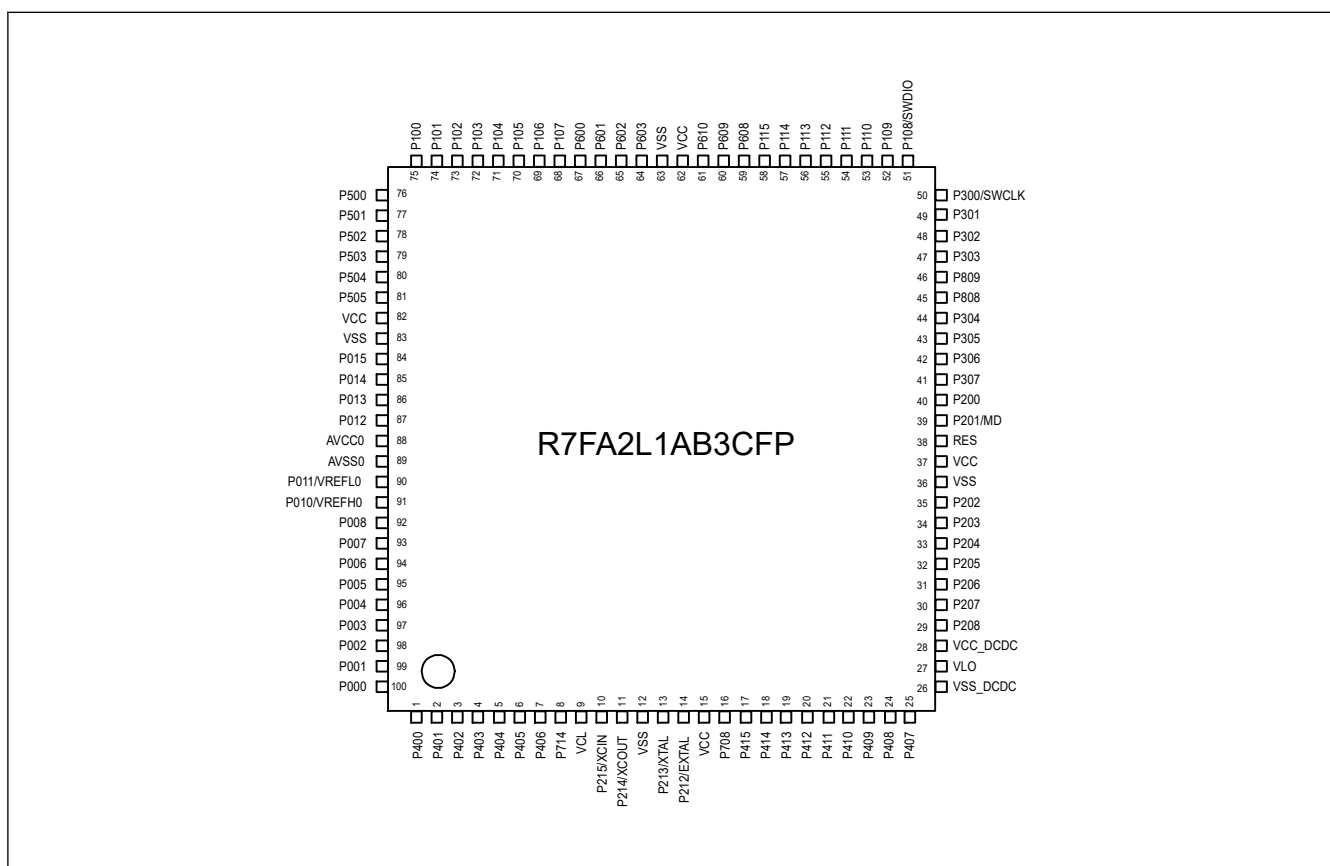 P100
P101
P102
P103
P104
P105
P106
P107
P600
P601
P602
P603
VSS
VCC
P610
P609
P608
P115
P114
P113
P112
P111
P110
P109
P108/SWDIO
75
74
73
72
71
70
69
68
67
66
65
64
63
62
61
60
59
58
57
56
55
54
53
52
51
P500 76
P501 77
P502 78
P503 79
P504 80
P505 81
VCC 82
VSS 83
P015 84
P014 85
P013 86
P012 87
AVCC0 88
AVSS0 89
P011/VREFL0 90
P010/VREFH0 91
P008 92
P007 93
P006 94
P005 95
P004 96
P003 97
P002 98
P001 99
P000 100
R7FA2L1AB3CFP
50 P300/SWCLK
49 P301
48 P302
47 P303
46 P809
45 P808
44 P304
43 P305
42 P306
41 P307
40 P200
39 P201/MD
38 RES
37 VCC
36 VSS
35 P202
34 P203
33 P204
32 P205
31 P206
30 P207
29 P208
28 VCC_DCDC
27 VLO
26 VSS_DCDC
1
2
3
4
5
6
7
8
9
10
11
12
13
14
15
16
17
18
19
20
21
22
23
24
25
P400
P401
P402
P403
P404
P405
P406
P714
VCL
P215/XCIN
P214/XCOUT
VSS
P213/XTAL
P212/EXTAL
VCC
P708
P415
P414
P413
P412
P411
P410
P409
P408
P407